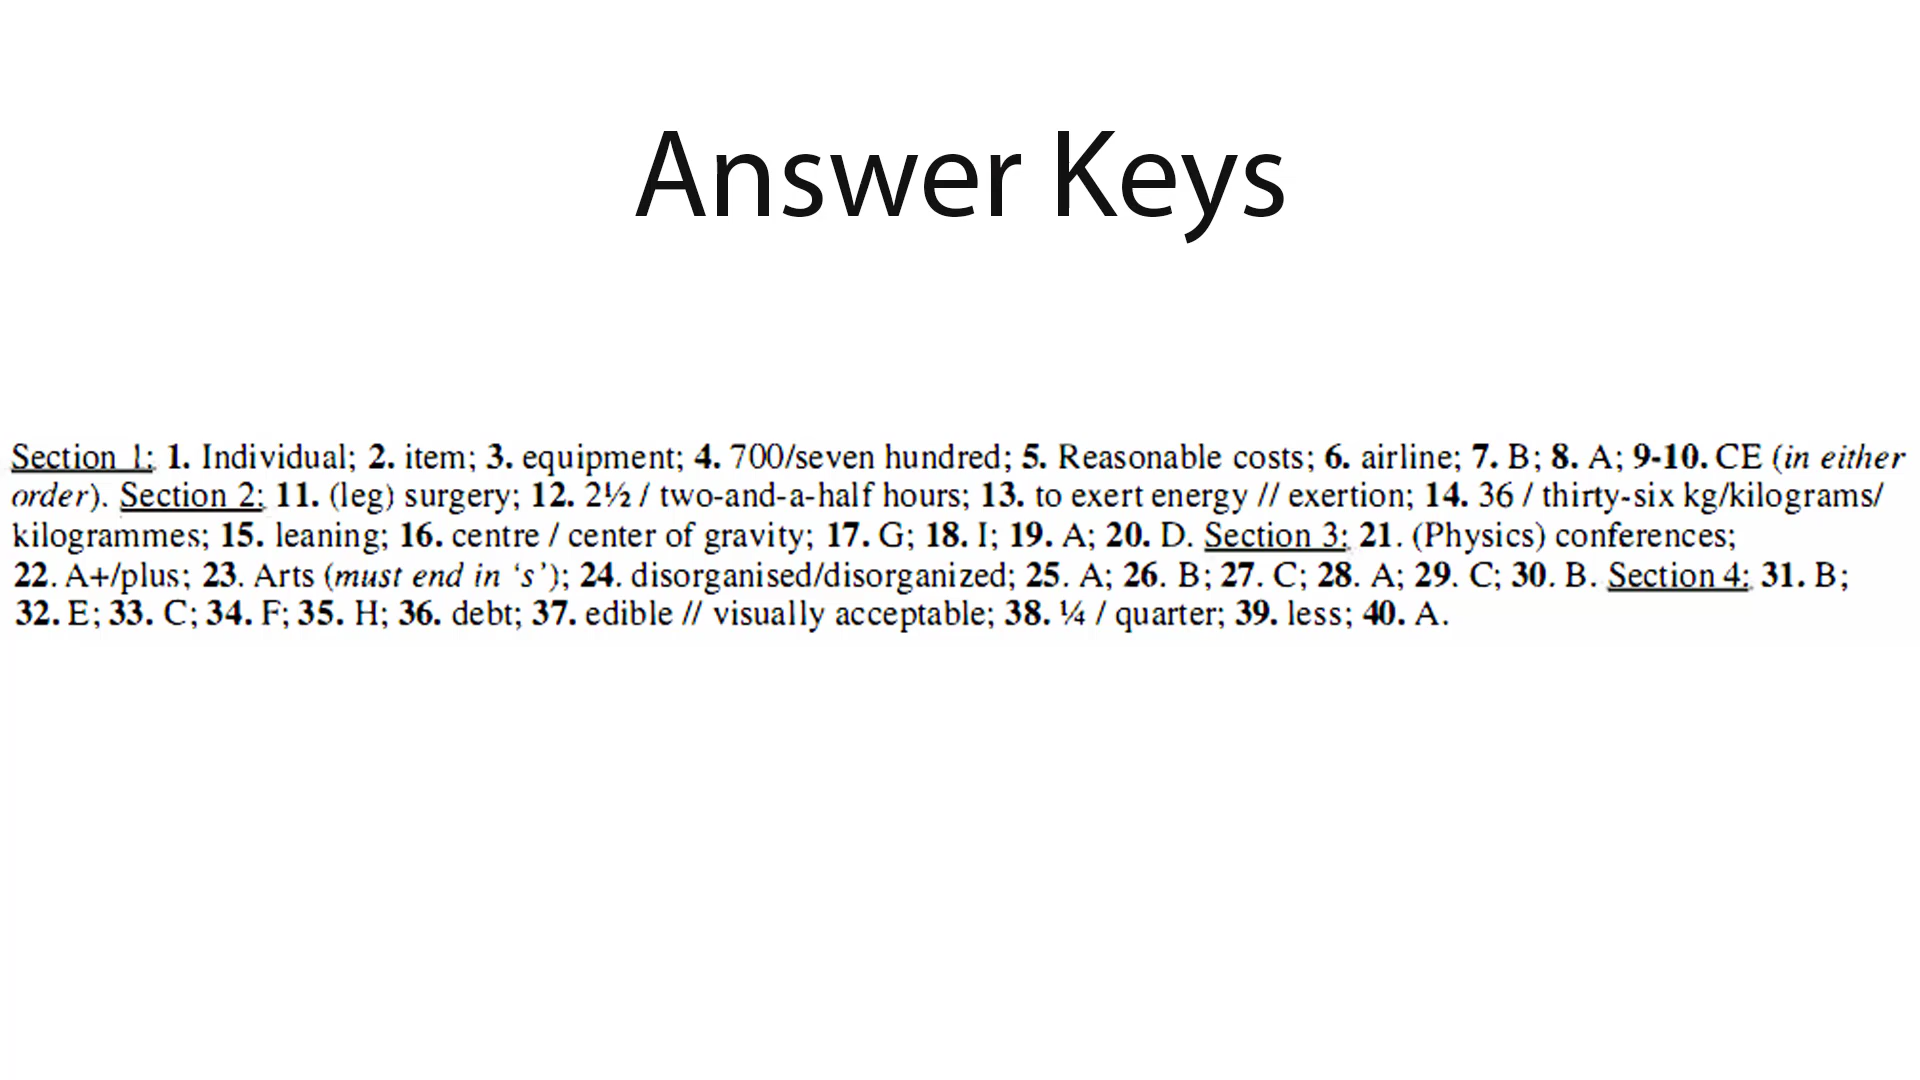 Answer Keys
Section 1: 1. Individual; 2. item; 3. equipment; 4. 700/seven hundred; 5. Reasonable costs; 6. airline; 7. B; 8. A; 9-10. CE (in either
order). Section 2: 11. (leg) surgery; 12. 2½ / two-and-a-half hours; 13. to exert energy // exertion; 14. 36 / thirty-six kg/kilograms/
kilogrammes; 15. leaning; 16. centre / center of gravity; 17. G; 18. I; 19. A; 20. D. Section 3: 21. (Physics) conferences;
22. A+/plus; 23. Arts (must end in ‘s’); 24. disorganised/disorganized; 25. A; 26. B; 27. C; 28. A; 29. C; 30. B. Section 4: 31. B;
32. E; 33. C; 34. F; 35. H; 36. debt; 37. edible // visually acceptable; 38. ¼ / quarter; 39. less; 40. A.